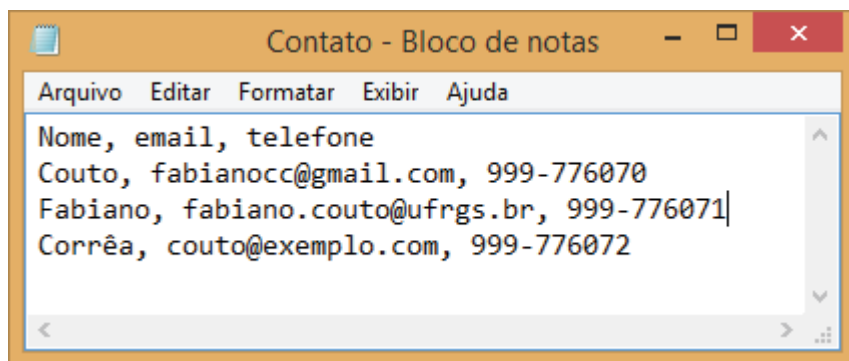 Contato - Bloco de notas
Arquivo Editar Formatar Exibir Ajuda
Nome, email, telefone
Couto, fabianocc@gmail.com, 999-776070
Fabiano, fabiano.couto@ufrgs.br, 999-776071
Corrêa, couto@exemplo.com, 999-776072